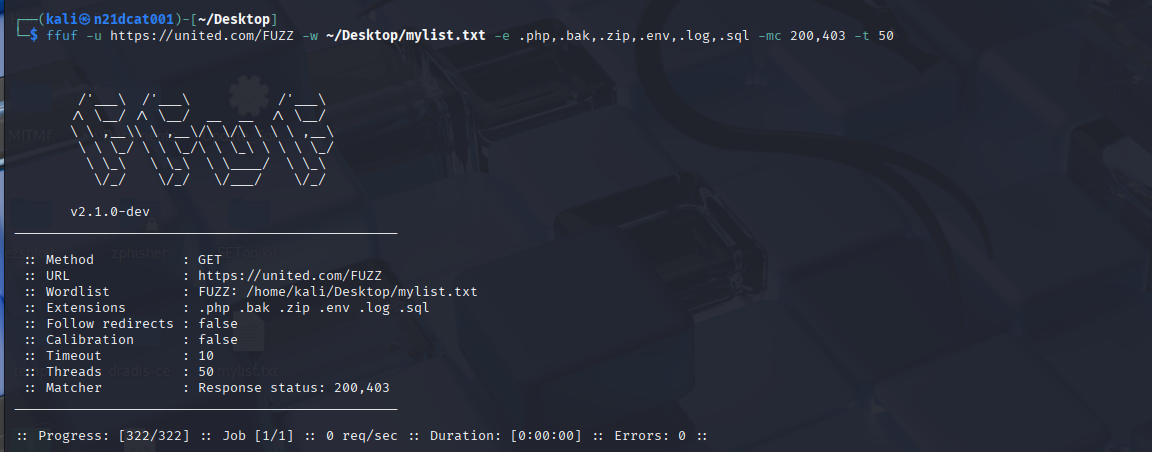 ┌──(kali㉿n21dcat001)-[~/Desktop]
└─$ ffuf -u https://united.com/FUZZ -w ~/Desktop/mylist.txt -e .php,.bak,.zip,.env,.log,.sql -mc 200,403 -t 50
v2.1.0-dev
:: Method : GET
:: URL : https://united.com/FUZZ
:: Wordlist : FUZZ: /home/kali/Desktop/mylist.txt
:: Extensions : .php .bak .zip .env .log .sql
:: Follow redirects : false
:: Calibration : false
:: Timeout : 10
:: Threads : 50
:: Matcher : Response status: 200,403
:: Progress: [322/322] :: Job [1/1] :: 0 req/sec :: Duration: [0:00:00] :: Errors: 0 ::